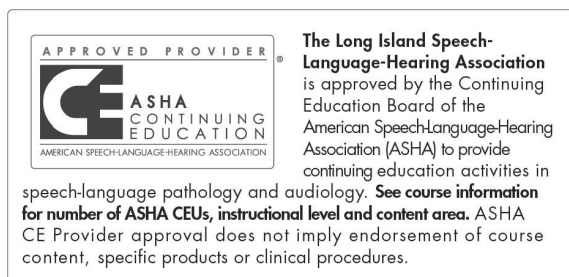 APPROVED PROVIDER
®
CE
ASHA
CONTINUING
EDUCATION
AMERICAN SPEECH-LANGUAGE-HEARING ASSOCIATION
The Long Island Speech-
Language-Hearing Association
is approved by the Continuing
Education Board of the
American Speech-Language-Hearing
Association (ASHA) to provide
continuing education activities in
speech-language pathology and audiology. See course information
for number of ASHA CEUs, instructional level and content area. ASHA
CE Provider approval does not imply endorsement of course
content, specific products or clinical procedures.